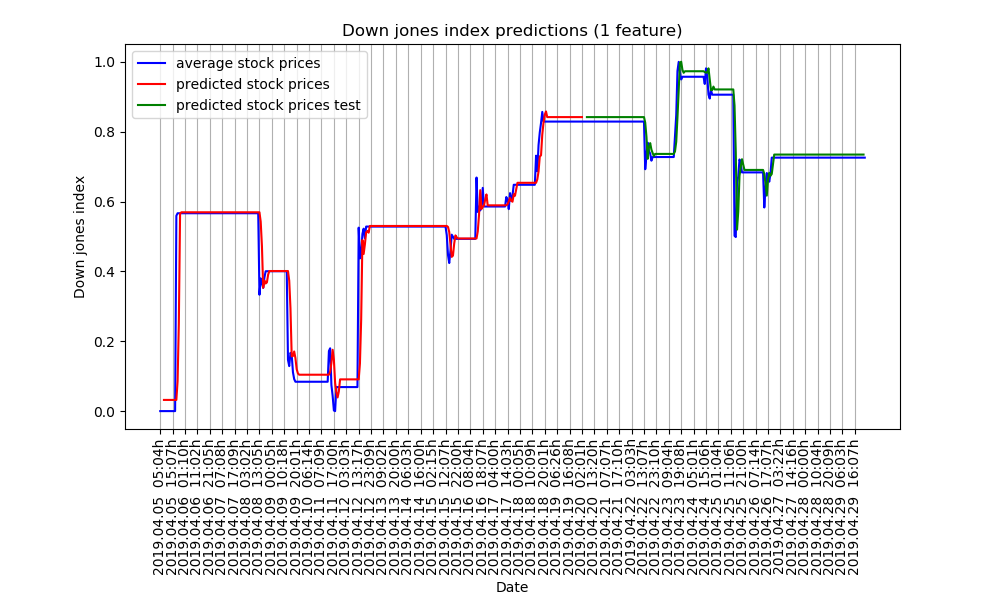 Down jones index predictions (1 feature)
average stock prices
predicted stock prices
predicted stock prices test
Down jones index
1.0
0.8
0.6
0.4
0.2
0.0
2019.04.05 05:04h
2019.04.05 15:07h
2019.04.06 01:10h
2019.04.06 11:02h
2019.04.06 21:05h
2019.04.07 07:08h
2019.04.07 17:09h
2019.04.08 03:02h
2019.04.08 13:05h
2019.04.09 00:05h
2019.04.09 10:18h
2019.04.09 20:01h
2019.04.10 06:14h
2019.04.11 07:09h
2019.04.11 17:00h
2019.04.12 03:03h
2019.04.12 13:17h
2019.04.12 23:09h
2019.04.13 09:02h
2019.04.13 20:06h
2019.04.14 06:03h
2019.04.14 16:00h
2019.04.15 02:15h
2019.04.15 12:07h
2019.04.15 22:00h
2019.04.16 08:04h
2019.04.16 18:07h
2019.04.17 04:00h
2019.04.17 14:03h
2019.04.18 00:05h
2019.04.18 10:09h
2019.04.18 20:01h
2019.04.19 06:26h
2019.04.19 16:08h
2019.04.20 02:01h
2019.04.20 13:20h
2019.04.21 07:07h
2019.04.21 17:10h
2019.04.22 03:03h
2019.04.22 13:07h
2019.04.22 23:10h
2019.04.23 09:04h
2019.04.23 19:08h
2019.04.24 05:01h
2019.04.24 15:06h
2019.04.25 01:04h
2019.04.25 11:06h
2019.04.25 21:00h
2019.04.26 07:14h
2019.04.26 17:07h
2019.04.27 03:22h
2019.04.27 14:16h
2019.04.28 00:00h
2019.04.28 10:04h
2019.04.28 20:09h
2019.04.29 06:03h
2019.04.29 16:07h
Date